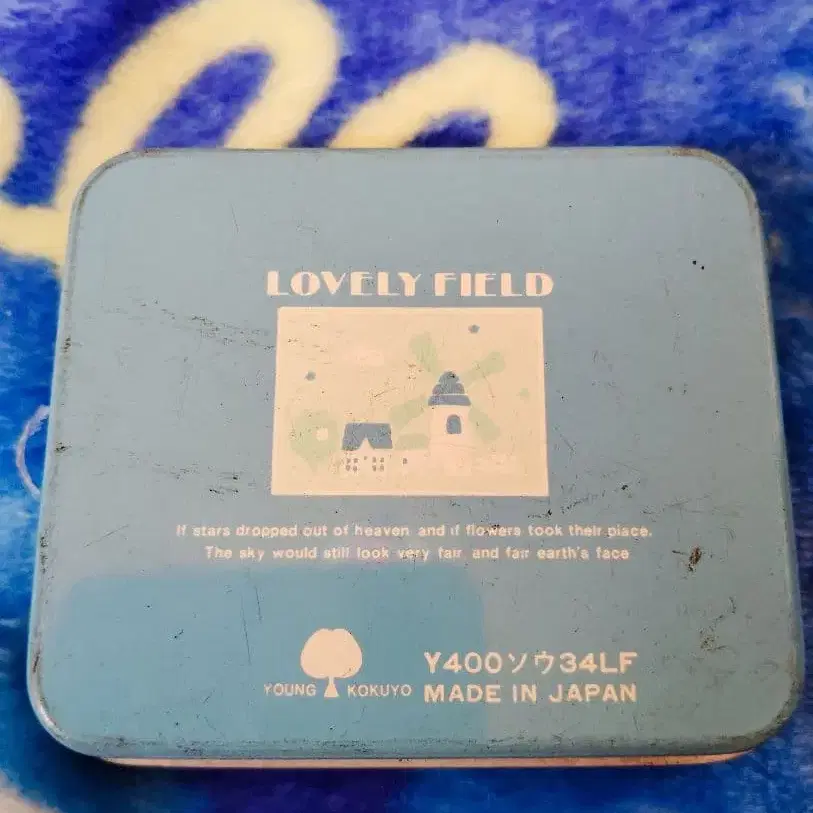 LOVELY FIELD
If stars dropped out of heaven and if flowers took their place.
The sky would still look very fair and fair earth's face
YOUNG KOKUYO
Y400ソウ34LF
MADE IN JAPAN